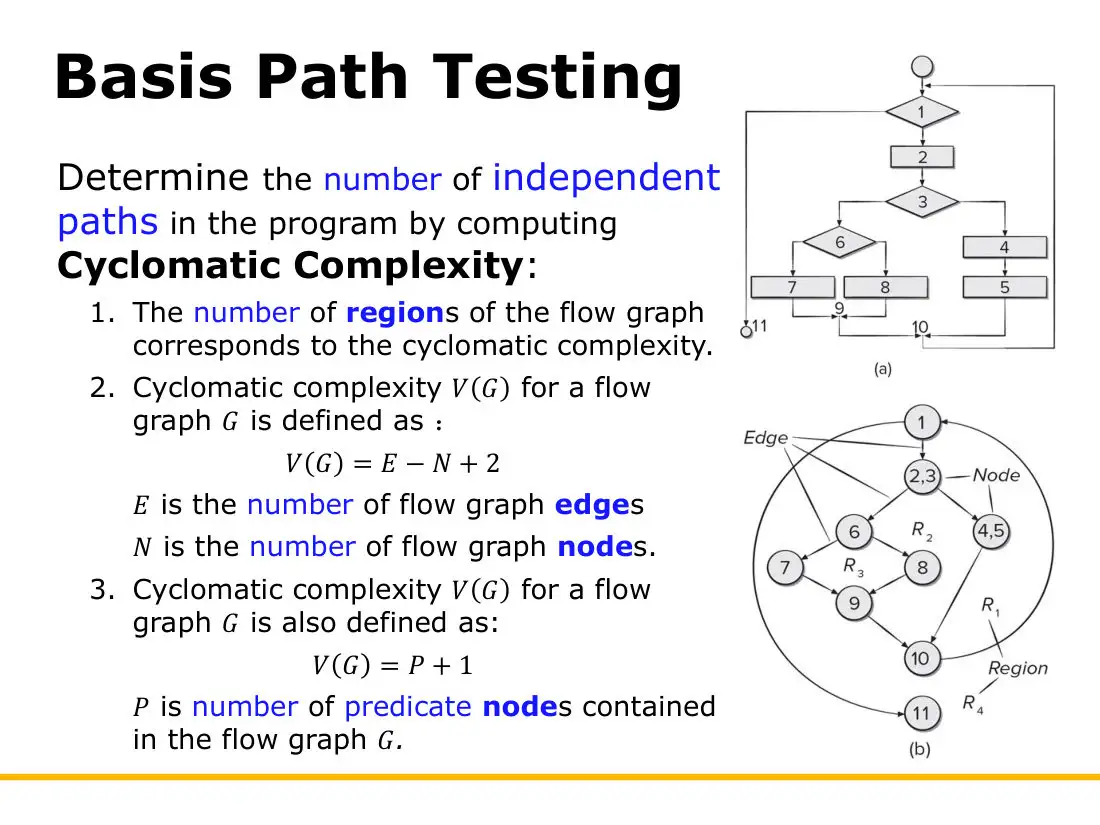 Basis Path Testing
Determine the number of independent
paths in the program by computing
Cyclomatic Complexity:
1. The number of regions of the flow graph
corresponds to the cyclomatic complexity.
2. Cyclomatic complexity V(G) for a flow
graph G is defined as :
V(G) = E − N + 2
E is the number of flow graph edges
N is the number of flow graph nodes.
3. Cyclomatic complexity V(G) for a flow
graph G is also defined as:
V(G) = P + 1
P is number of predicate nodes contained
in the flow graph G.
1
2
3
6
4
7
8
5
9
10
11
(a)
1
Edge
2,3
Node
6
R2
4,5
7
R3
8
9
R1
10
Region
R4
11
(b)